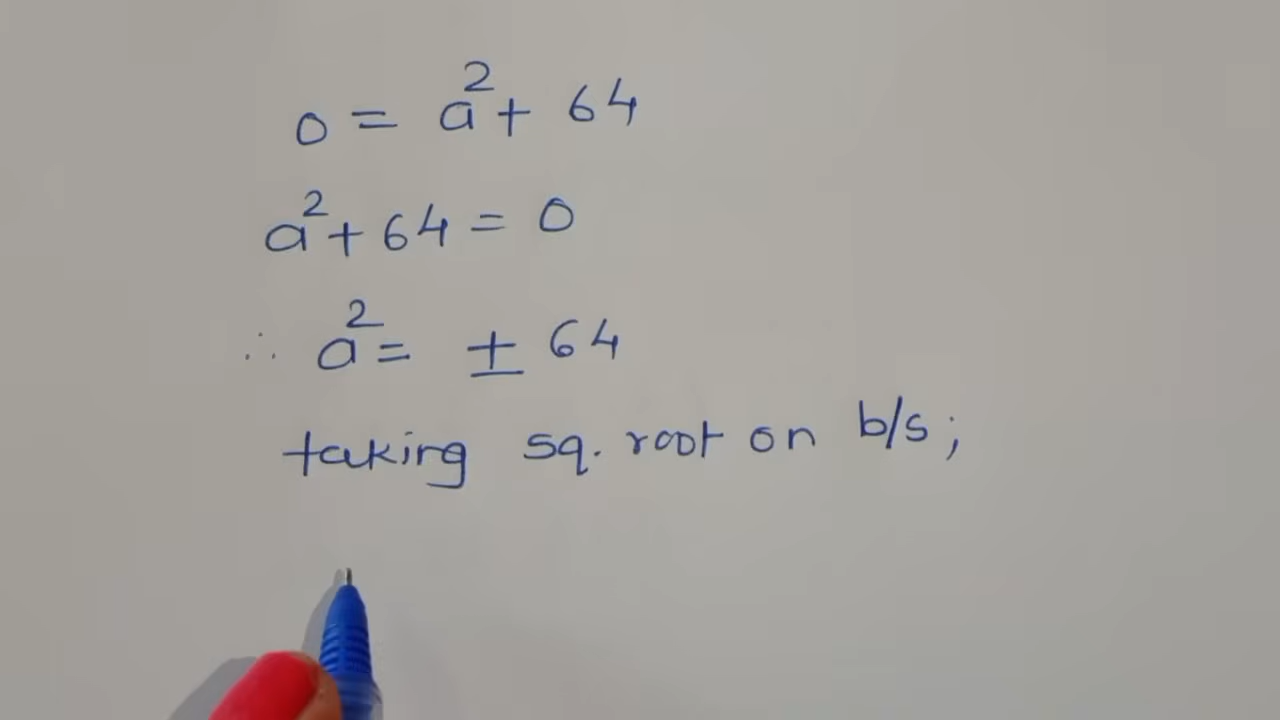 0 = a² + 64
a² + 64 = 0
∴ a² = ± 64
taking sq. root on b/s;